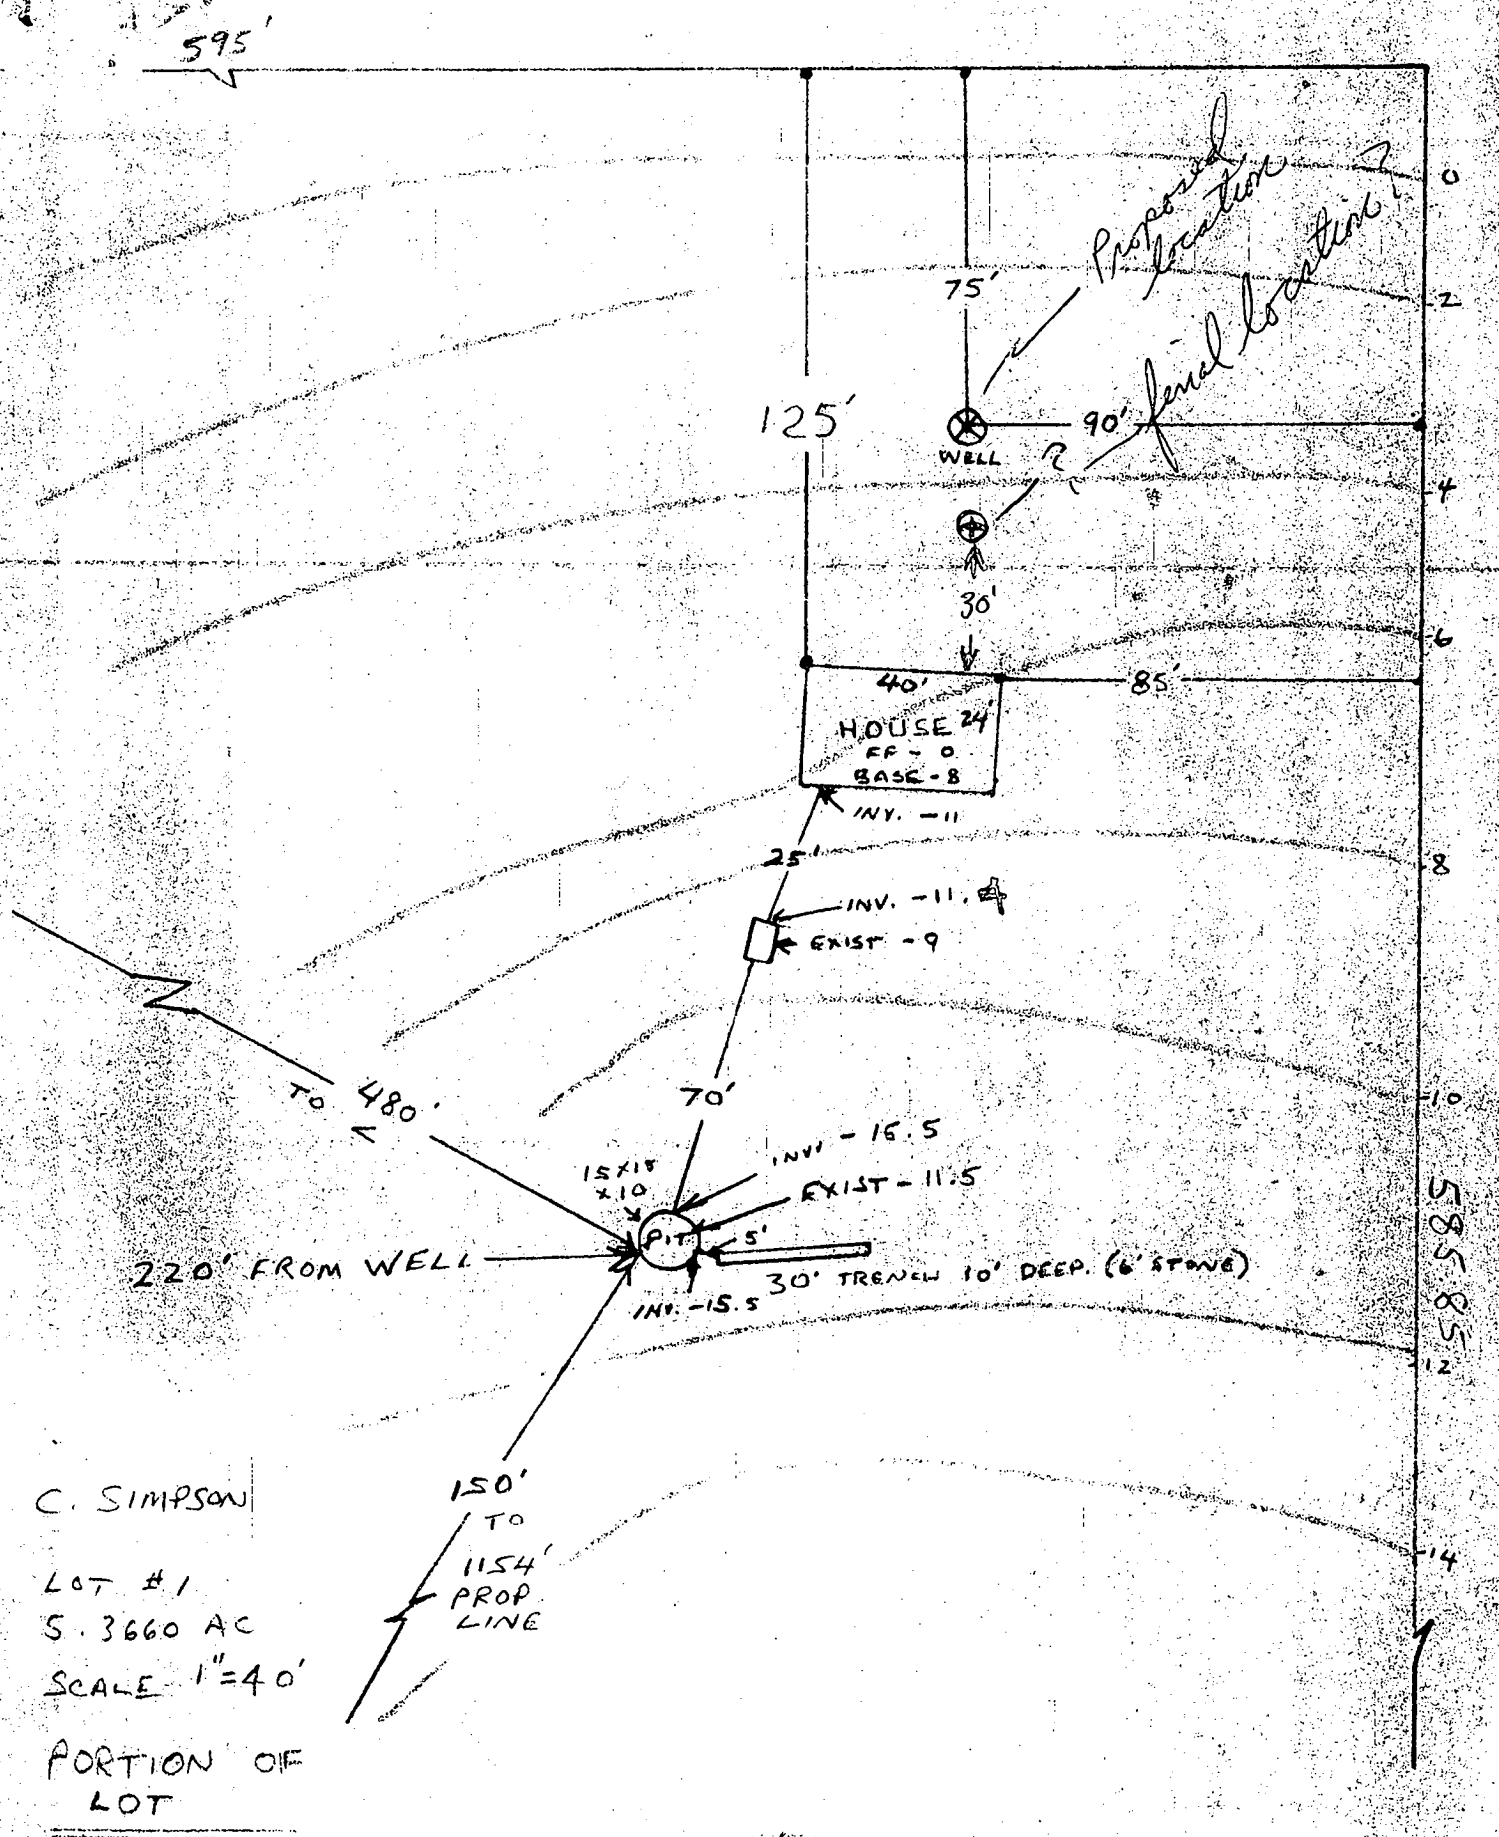 595'
0
Proposed
location
75'
2
final location?
125'
90'
WELL
?
4
30'
6
40'
85'
HOUSE 24'
FF - 0
BASE - 8
INV. - 11
25'
8
INV. - 11.4
EXIST - 9
TO 480'
70'
10
INV. - 16.5
15X15
X10
EXIST - 11.5
PIT
5'
585.85
220' FROM WELL
30' TRENCH 10' DEEP. (6' STONE)
INV. - 15.5
12
C. SIMPSON
150'
TO
1154'
PROP.
LINE
14
LOT #1
5.3660 AC
SCALE 1"=40'
PORTION OF
LOT